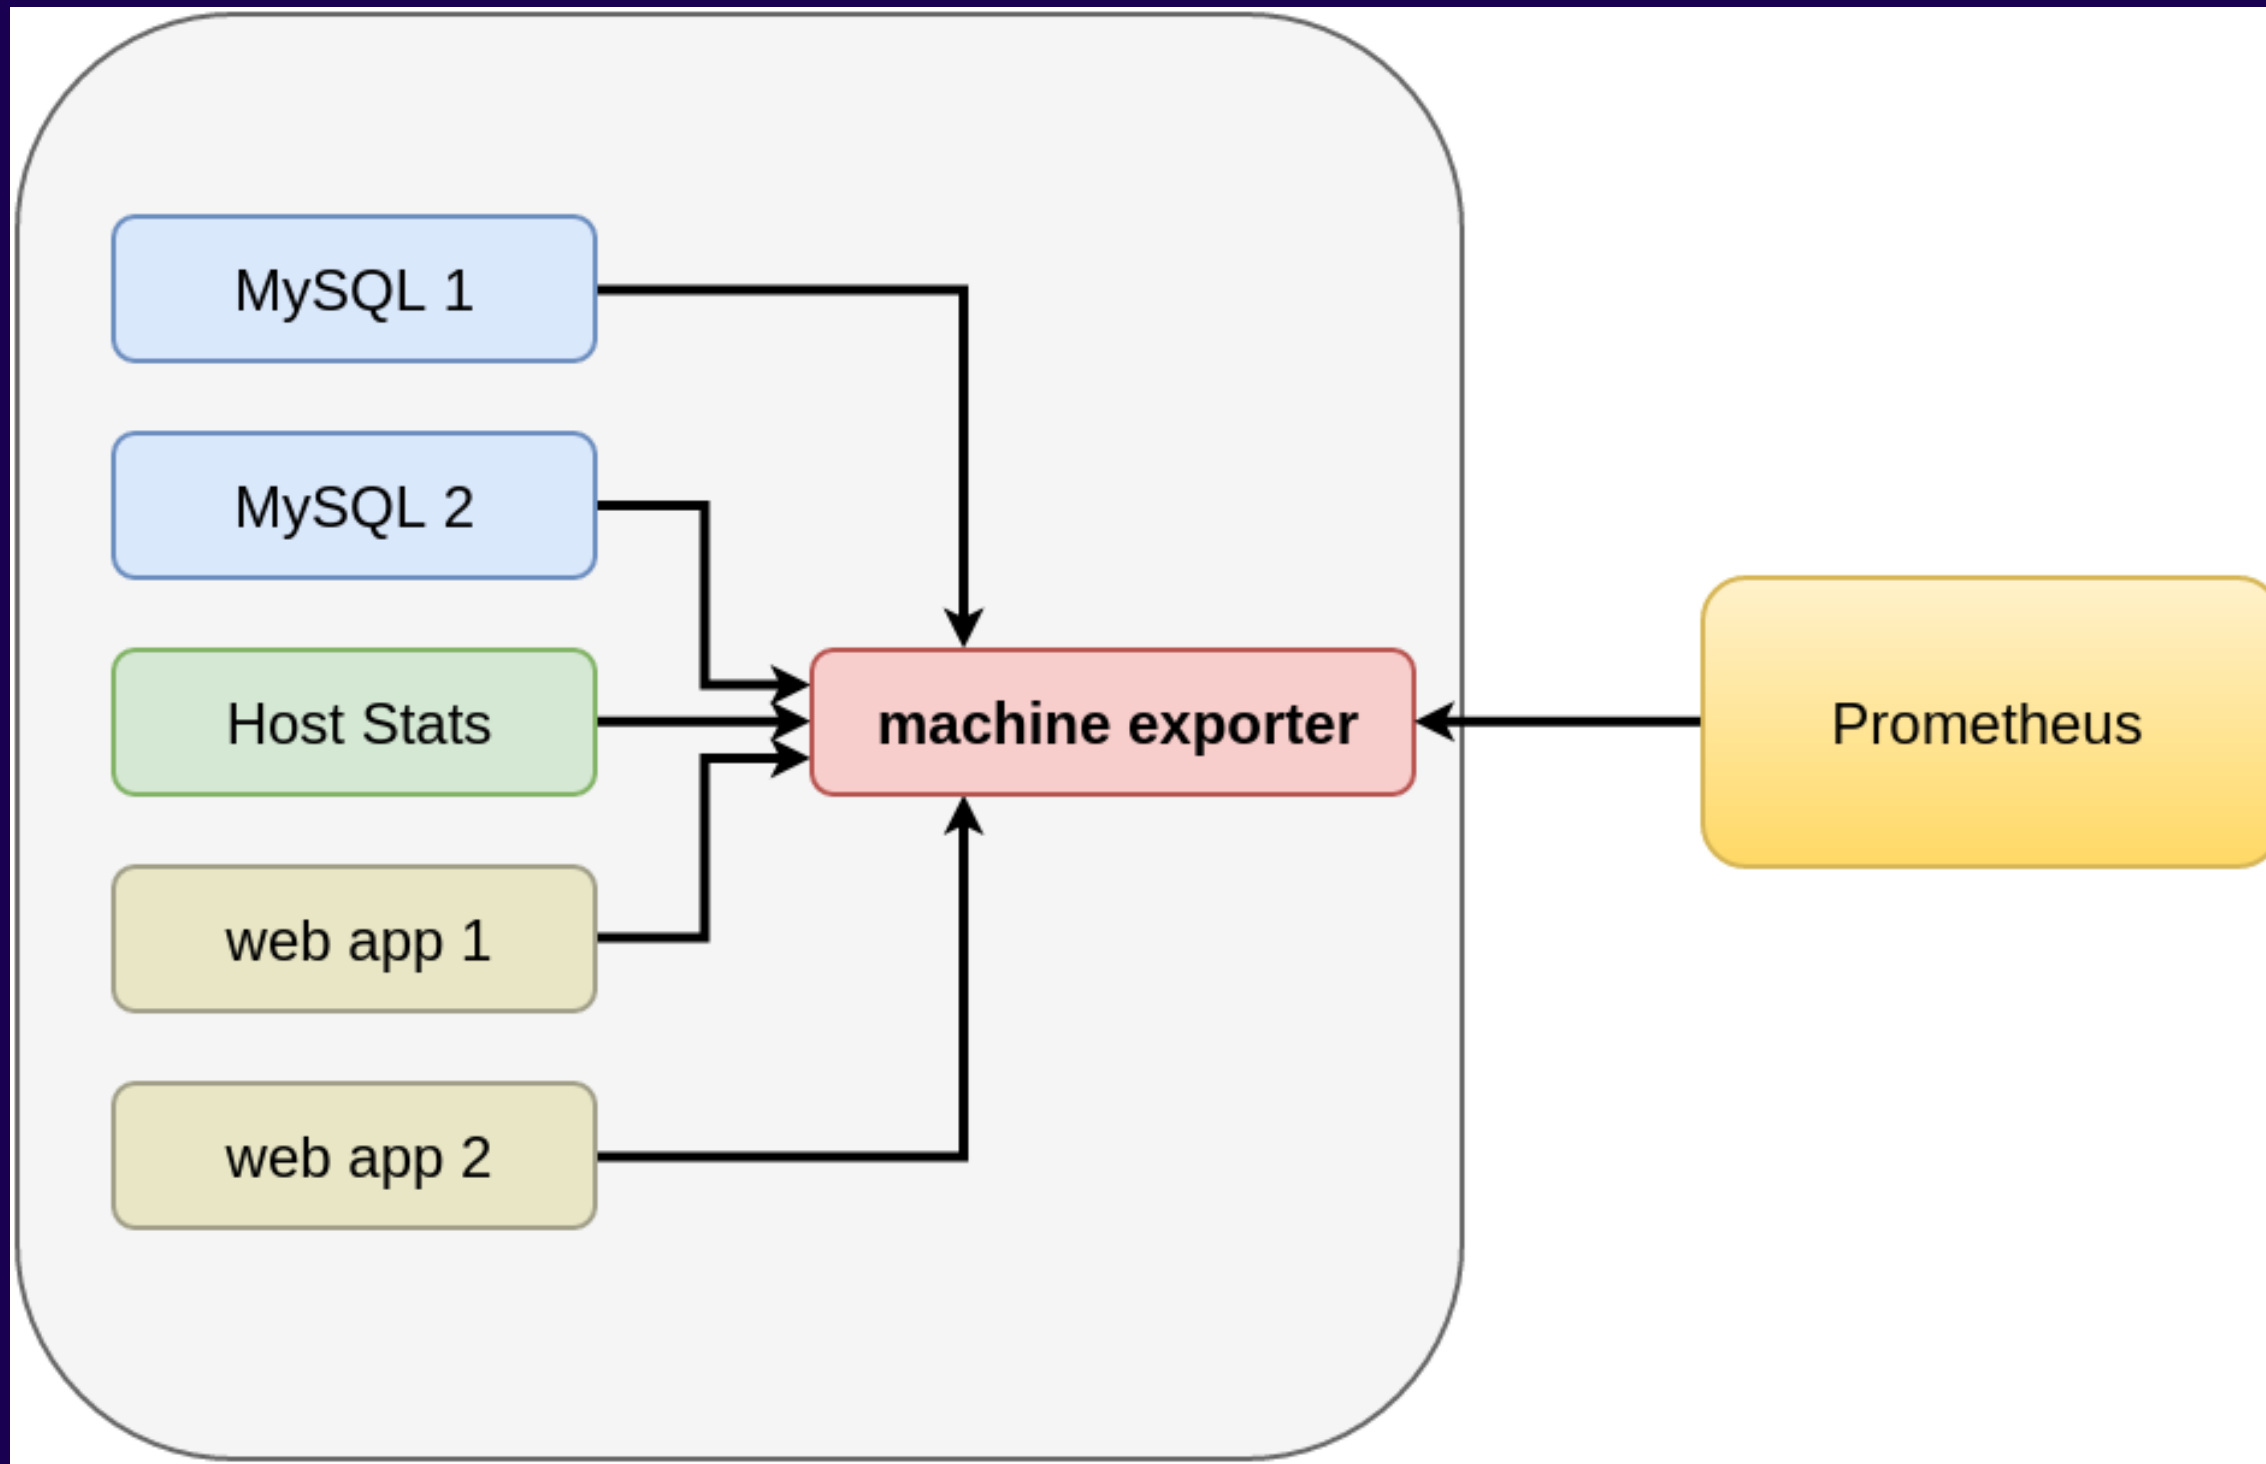 MySQL 1
MySQL 2
Host Stats
machine exporter
Prometheus
web app 1
web app 2